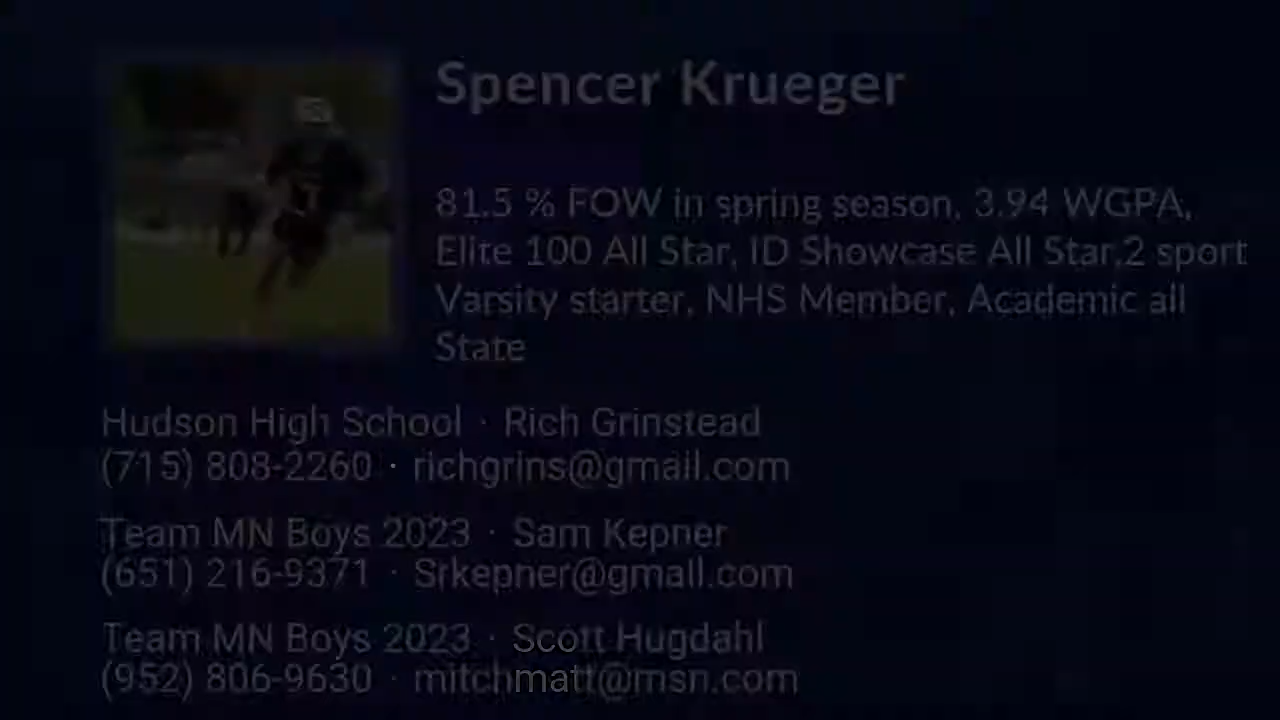 Spencer Krueger
81.5 % FOW in spring season, 3.94 WGPA,
Elite 100 All Star, ID Showcase All Star,2 sport
Varsity starter, NHS Member, Academic all
State
Hudson High School · Rich Grinstead
(715) 808-2260 · richgrins@gmail.com
Team MN Boys 2023 · Sam Kepner
(651) 216-9371 · Srkepner@gmail.com
Team MN Boys 2023 · Scott Hugdahl
(952) 806-9630 · mitchmatt@msn.com